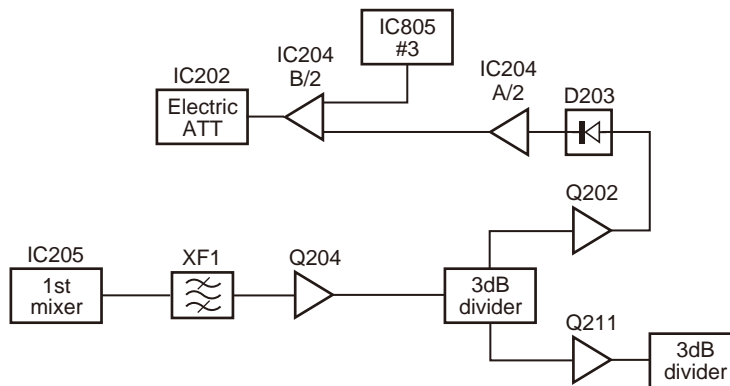 IC805
#3
IC204
B/2
IC204
A/2
IC202
D203
Electric
ATT
Q202
IC205
XF1
Q204
1st
mixer
3dB
divider
Q211
3dB
divider